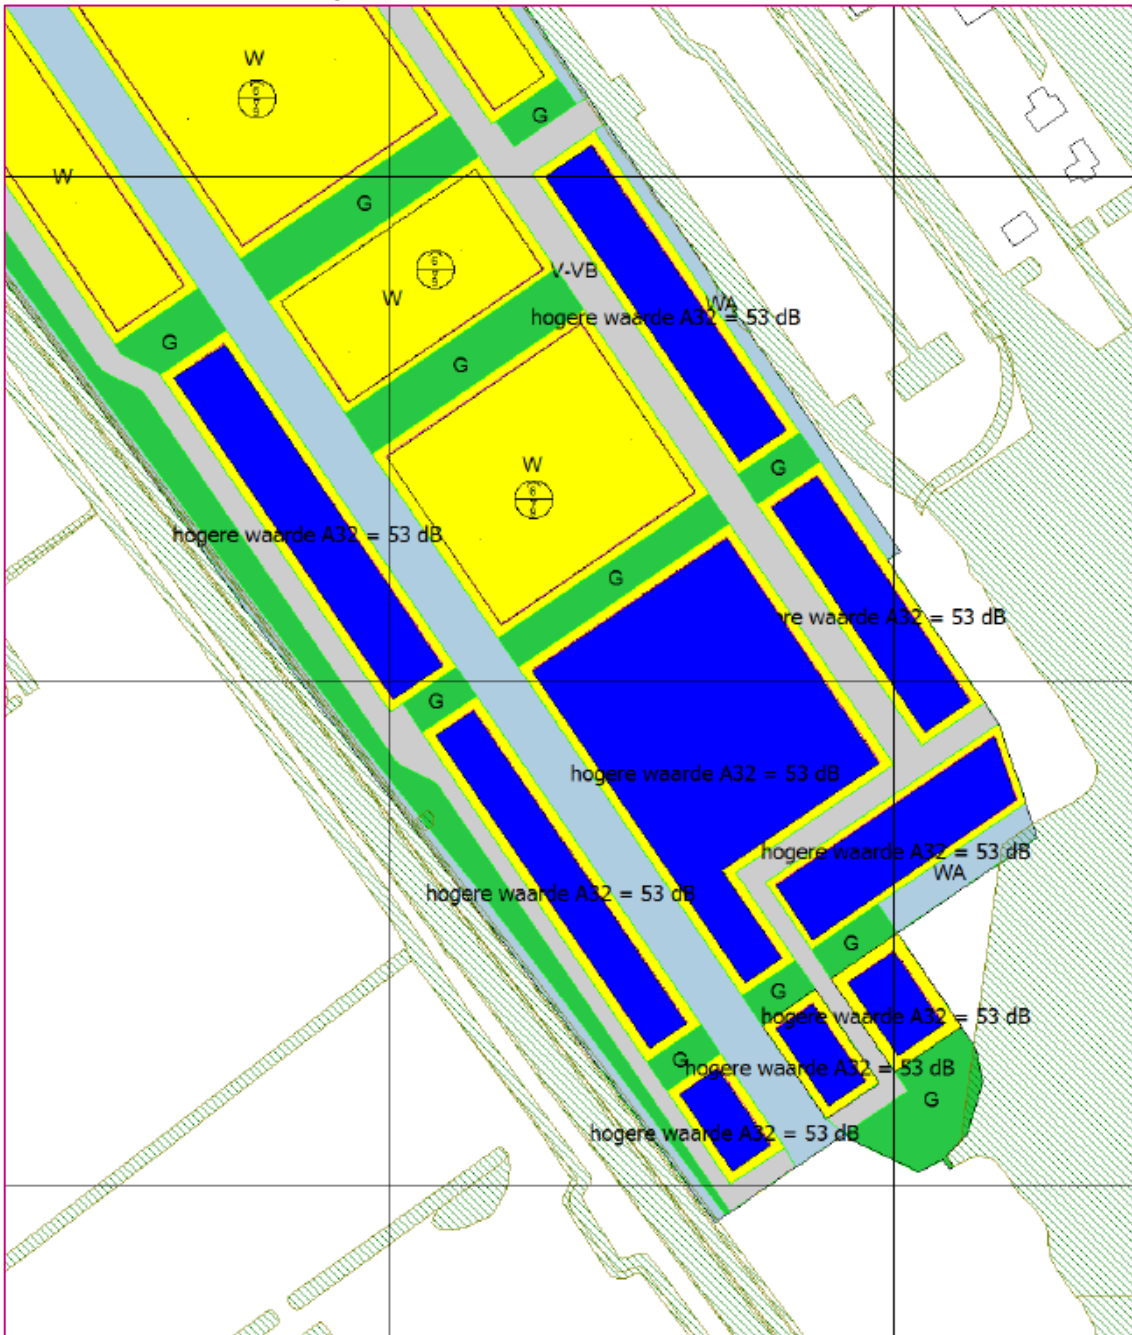 W
G
W
G
V-VB
W
WA
hogere waarde A32 = 53 dB
G
G
W
G
hogere waarde A32 = 53 dB
G
re waarde A32 = 53 dB
G
hogere waarde A32 = 53 dB
hogere waarde A32 = 53 dB
WA
hogere waarde A32 = 53 dB
G
G
hogere waarde A32 = 53 dB
G
hogere waarde A32 = 53 dB
G
hogere waarde A32 = 53 dB